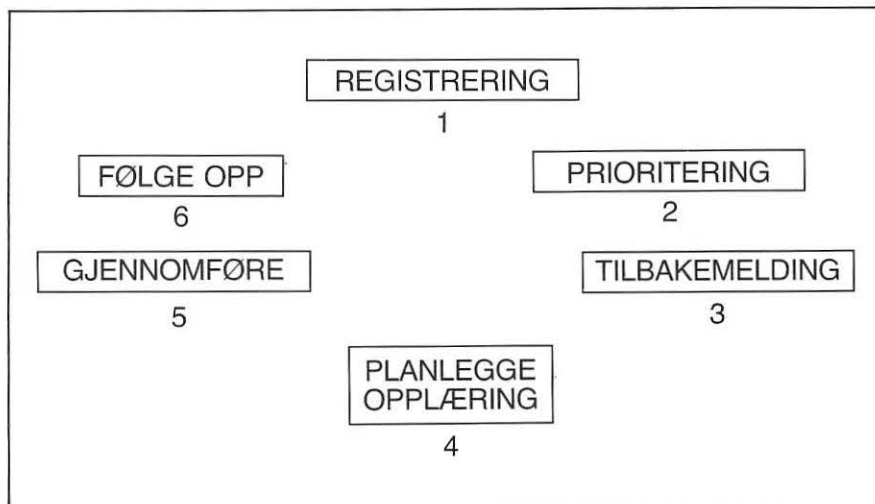 REGISTRERING
1
FØLGE OPP
6
PRIORITERING
2
GJENNOMFØRE
5
TILBAKEMELDING
3
PLANLEGGE
OPPLÆRING
4